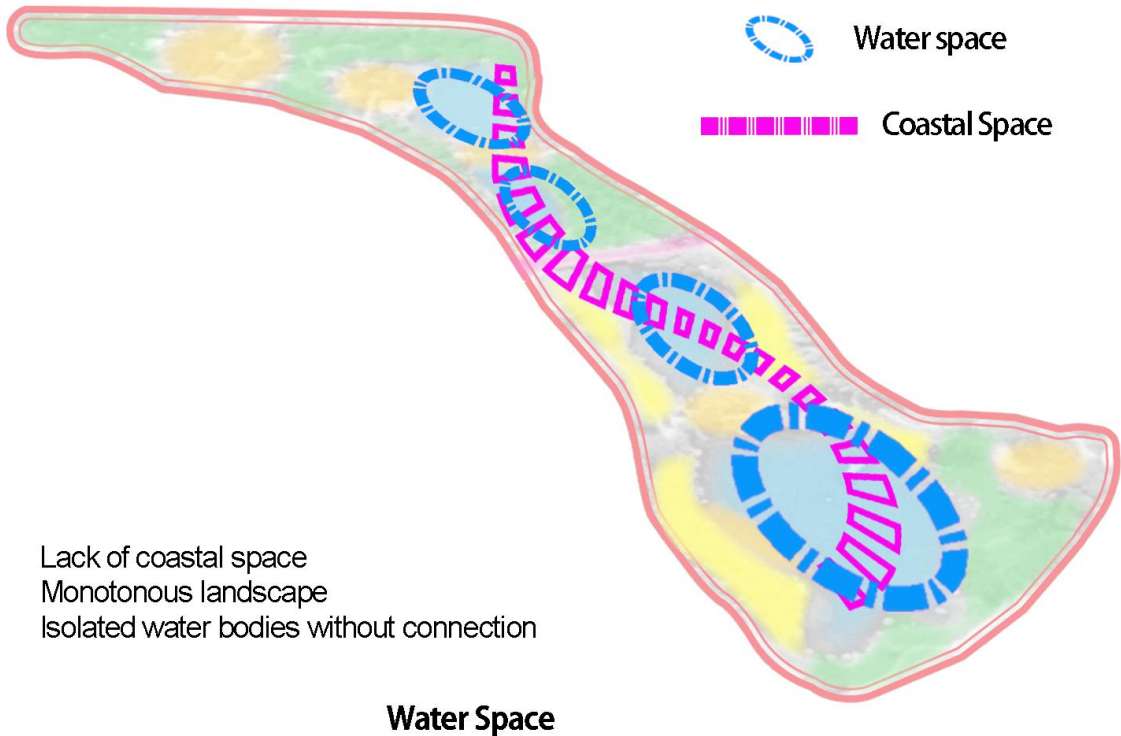 Water space
Coastal Space
Lack of coastal space
Monotonous landscape
Isolated water bodies without connection
Water Space